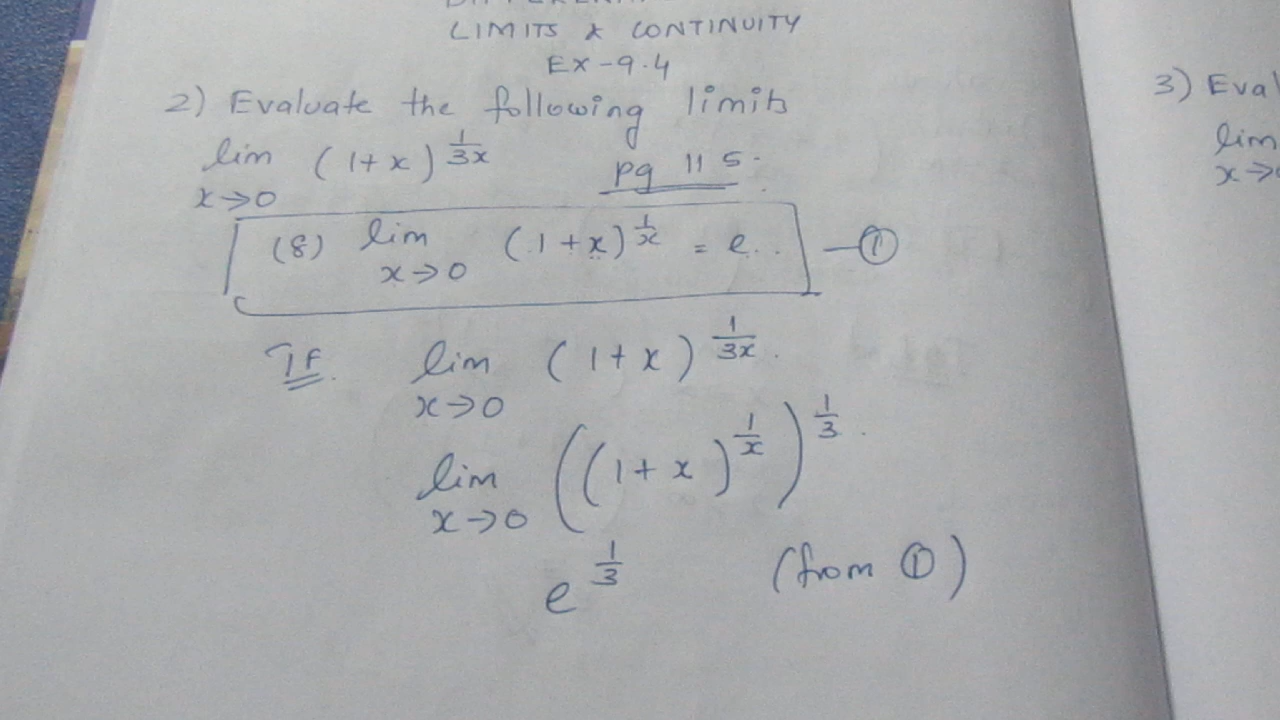 LIMITS & CONTINUITY
EX-9.4
2) Evaluate the following limits
lim (1+x)^(1/3x) pg 115.
x→0
(8) lim (1+x)^(1/x) = e.. —①
x→0
If. lim (1+x)^(1/3x).
x→0
lim ((1+x)^(1/x))^(1/3).
x→0
e^(1/3) (from ①)
3) Eval
lim
x→0